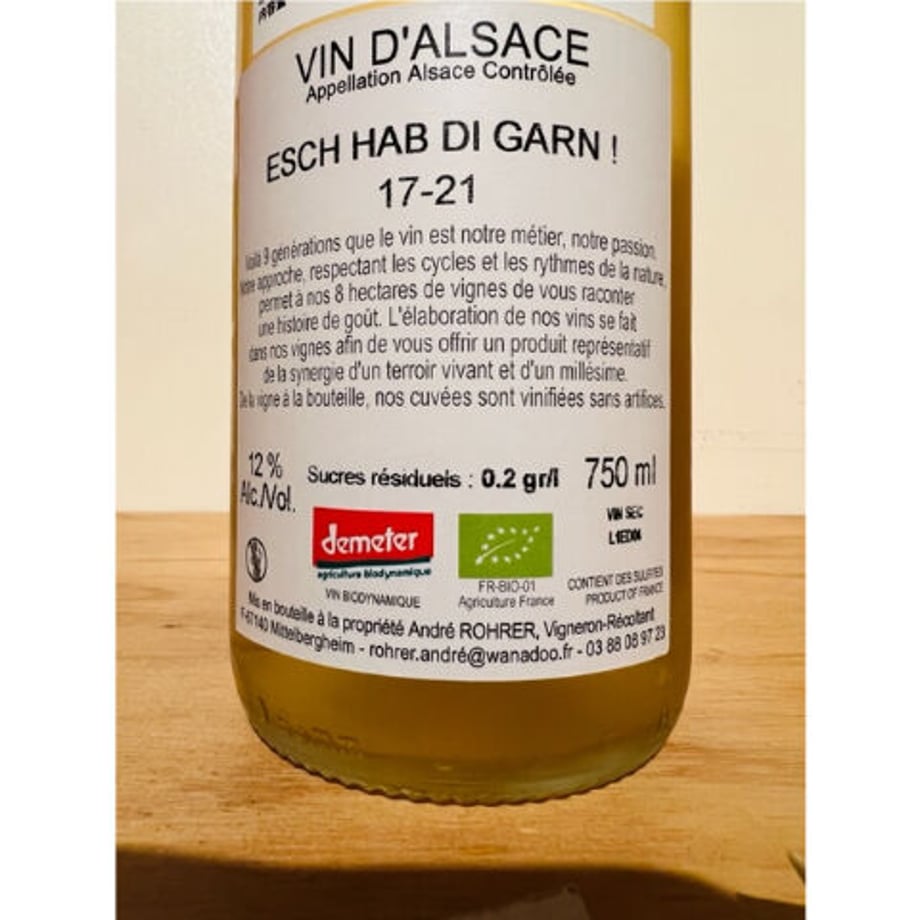 VIN D'ALSACE
Appellation Alsace Contrôlée
ESCH HAB DI GARN !
17-21
Voilà 9 générations que le vin est notre métier, notre passion.
Notre approche, respectant les cycles et les rythmes de la nature,
permet à nos 8 hectares de vignes de vous raconter
une histoire de goût. L'élaboration de nos vins se fait
dans nos vignes afin de vous offrir un produit représentatif
de la synergie d'un terroir vivant et d'un millésime.
De la vigne à la bouteille, nos cuvées sont vinifiées sans artifices.
12 %
Alc./Vol.
Sucres résiduels : 0.2 gr/l
750 ml
demeter
agriculture biodynamique
VIN BIODYNAMIQUE
FR-BIO-01
Agriculture France
VIN SEC
CONTIENT DES SULFITES
PRODUCT OF FRANCE
Mis en bouteille à la propriété André ROHRER, Vigneron-Récoltant
F-67140 Mittelbergheim - rohrer.andré@wanadoo.fr - 03 88 08 97 23